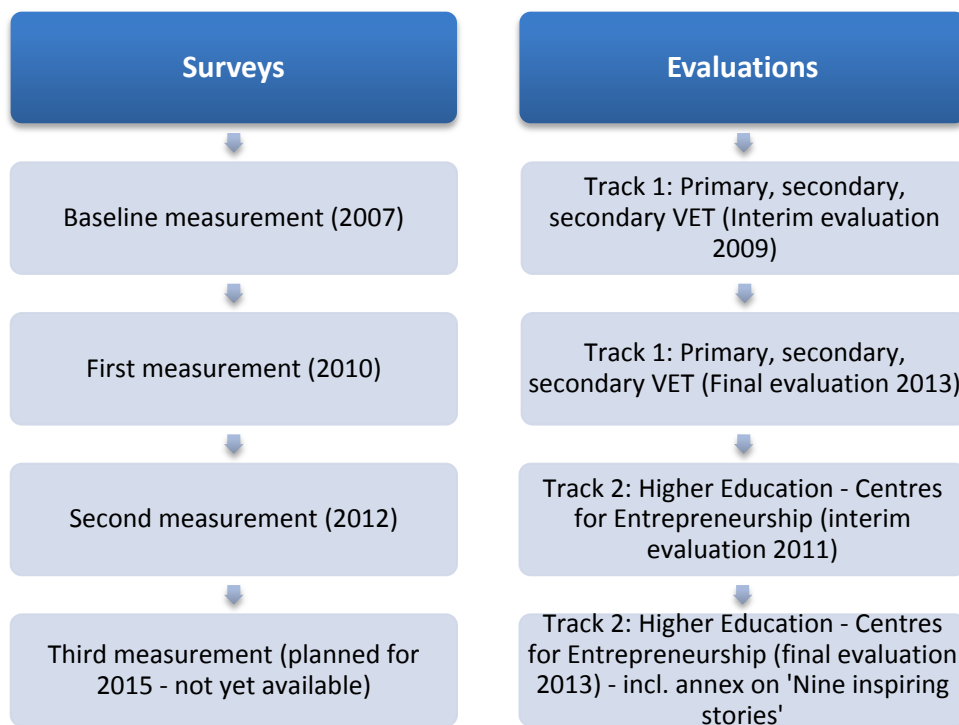 Surveys
Baseline measurement (2007)
First measurement (2010)
Second measurement (2012)
Third measurement (planned for
2015 - not yet available)
Evaluations
Track 1: Primary, secondary,
secondary VET (Interim evaluation
2009)
Track 1: Primary, secondary,
secondary VET (Final evaluation 2013)
Track 2: Higher Education - Centres
for Entrepreneurship (interim
evaluation 2011)
Track 2: Higher Education - Centres
for Entrepreneurship (final evaluation
2013) - incl. annex on 'Nine inspiring
stories'